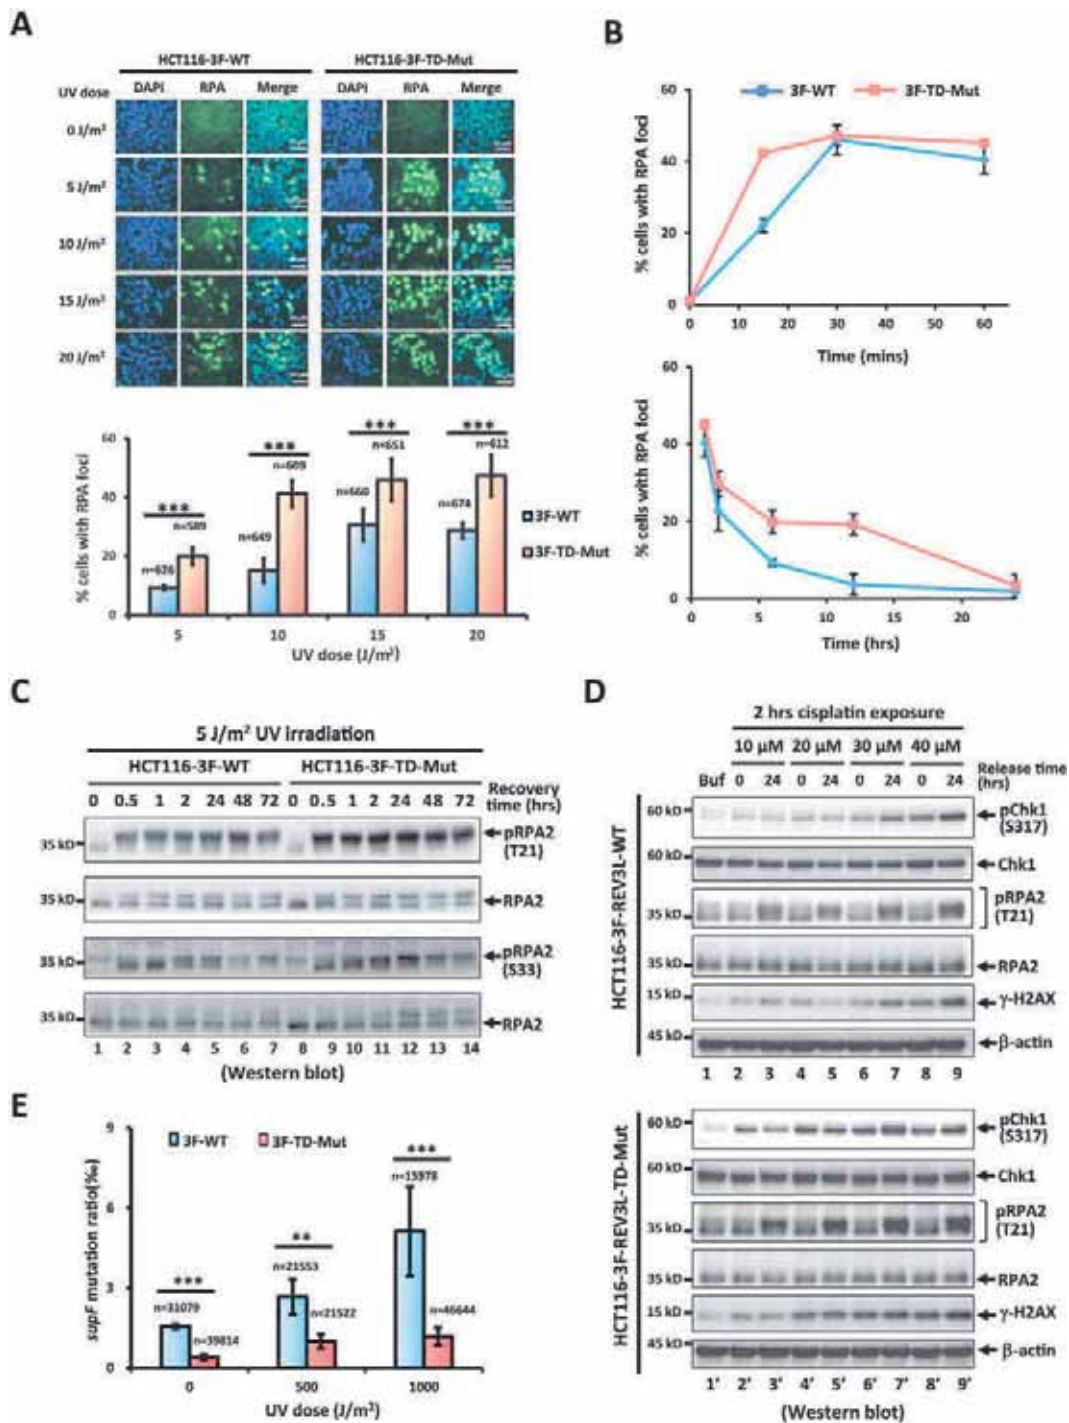 A
HCT116-3F-WT HCT116-3F-TD-Mut
UV dose DAPI RPA Merge DAPI RPA Merge
0 J/m²
5 J/m²
10 J/m²
15 J/m²
20 J/m²
% cells with RPA foci
60
40
20
0
*** *** *** ***
n=626 n=589 n=649 n=609 n=660 n=651 n=674 n=612
3F-WT
3F-TD-Mut
5 10 15 20
UV dose (J/m²)
B
3F-WT 3F-TD-Mut
% cells with RPA foci
60
40
20
0
0 10 20 30 40 50 60
Time (mins)
% cells with RPA foci
60
40
20
0
0 5 10 15 20
Time (hrs)
C
5 J/m² UV irradiation
HCT116-3F-WT HCT116-3F-TD-Mut
0 0.5 1 2 24 48 72 0 0.5 1 2 24 48 72 Recovery time (hrs)
35 kD pRPA2 (T21)
35 kD RPA2
35 kD pRPA2 (S33)
35 kD RPA2
1 2 3 4 5 6 7 8 9 10 11 12 13 14
(Western blot)
D
2 hrs cisplatin exposure
10 µM 20 µM 30 µM 40 µM
Buf 0 24 0 24 0 24 0 24 Release time (hrs)
HCT116-3F-REV3L-WT
60 kD pChk1 (S317)
60 kD Chk1
35 kD pRPA2 (T21)
35 kD RPA2
15 kD γ-H2AX
45 kD β-actin
1 2 3 4 5 6 7 8 9
HCT116-3F-REV3L-TD-Mut
60 kD pChk1 (S317)
60 kD Chk1
35 kD pRPA2 (T21)
35 kD RPA2
15 kD γ-H2AX
45 kD β-actin
1' 2' 3' 4' 5' 6' 7' 8' 9'
(Western blot)
E
3F-WT 3F-TD-Mut
supF mutation ratio(‰)
9
6
3
0
*** ** ***
n=31079 n=39814 n=21553 n=21522 n=15978 n=46644
0 500 1000
UV dose (J/m²)